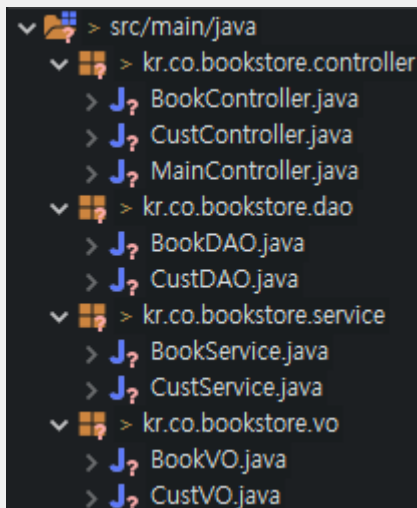 > src/main/java
> kr.co.bookstore.controller
BookController.java
CustController.java
MainController.java
> kr.co.bookstore.dao
BookDAO.java
CustDAO.java
> kr.co.bookstore.service
BookService.java
CustService.java
> kr.co.bookstore.vo
BookVO.java
CustVO.java